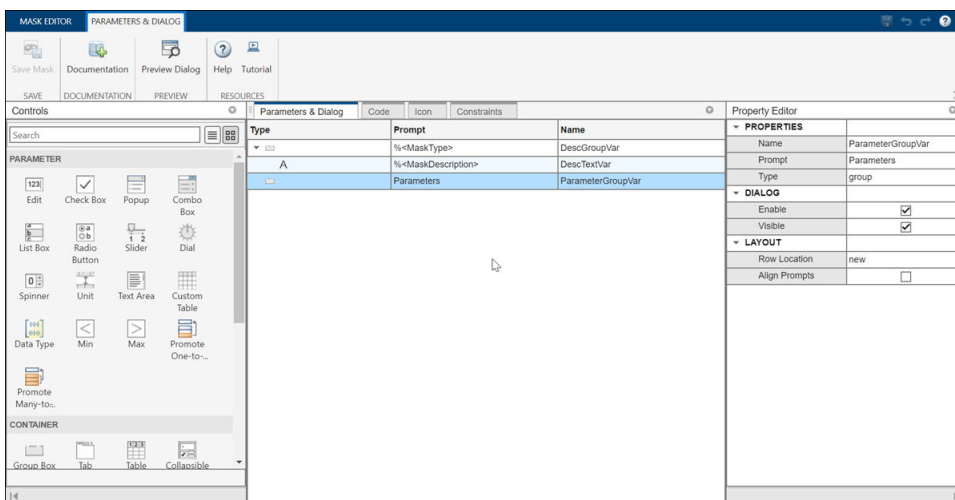 MASK EDITOR PARAMETERS & DIALOG
Save Mask Documentation Preview Dialog Help Tutorial
SAVE DOCUMENTATION PREVIEW RESOURCES
Controls
Search
PARAMETER
123
Edit Check Box Popup Combo Box
List Box Radio Button Slider Dial
Spinner Unit Text Area Custom Table
Data Type Min Max Promote One-to-...
Promote Many-to-..
CONTAINER
Group Box Tab Table Collapsible
Parameters & Dialog Code Icon Constraints
Type Prompt Name
%<MaskType> DescGroupVar
A %<MaskDescription> DescTextVar
Parameters ParameterGroupVar
Property Editor
PROPERTIES
Name ParameterGroupVar
Prompt Parameters
Type group
DIALOG
Enable
Visible
LAYOUT
Row Location new
Align Prompts